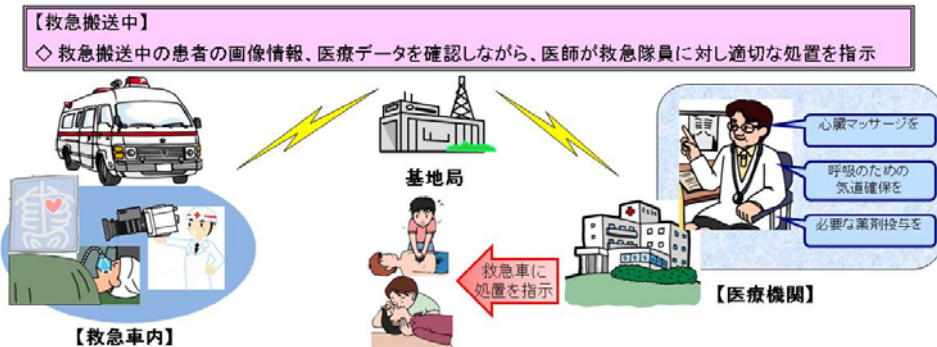 【救急搬送中】
◇ 救急搬送中の患者の画像情報、医療データを確認しながら、医師が救急隊員に対し適切な処置を指示
心臓マッサージを
基地局
呼吸のための
気道確保を
必要な薬剤投与を
救急車に
処置を指示
【医療機関】
【救急車内】